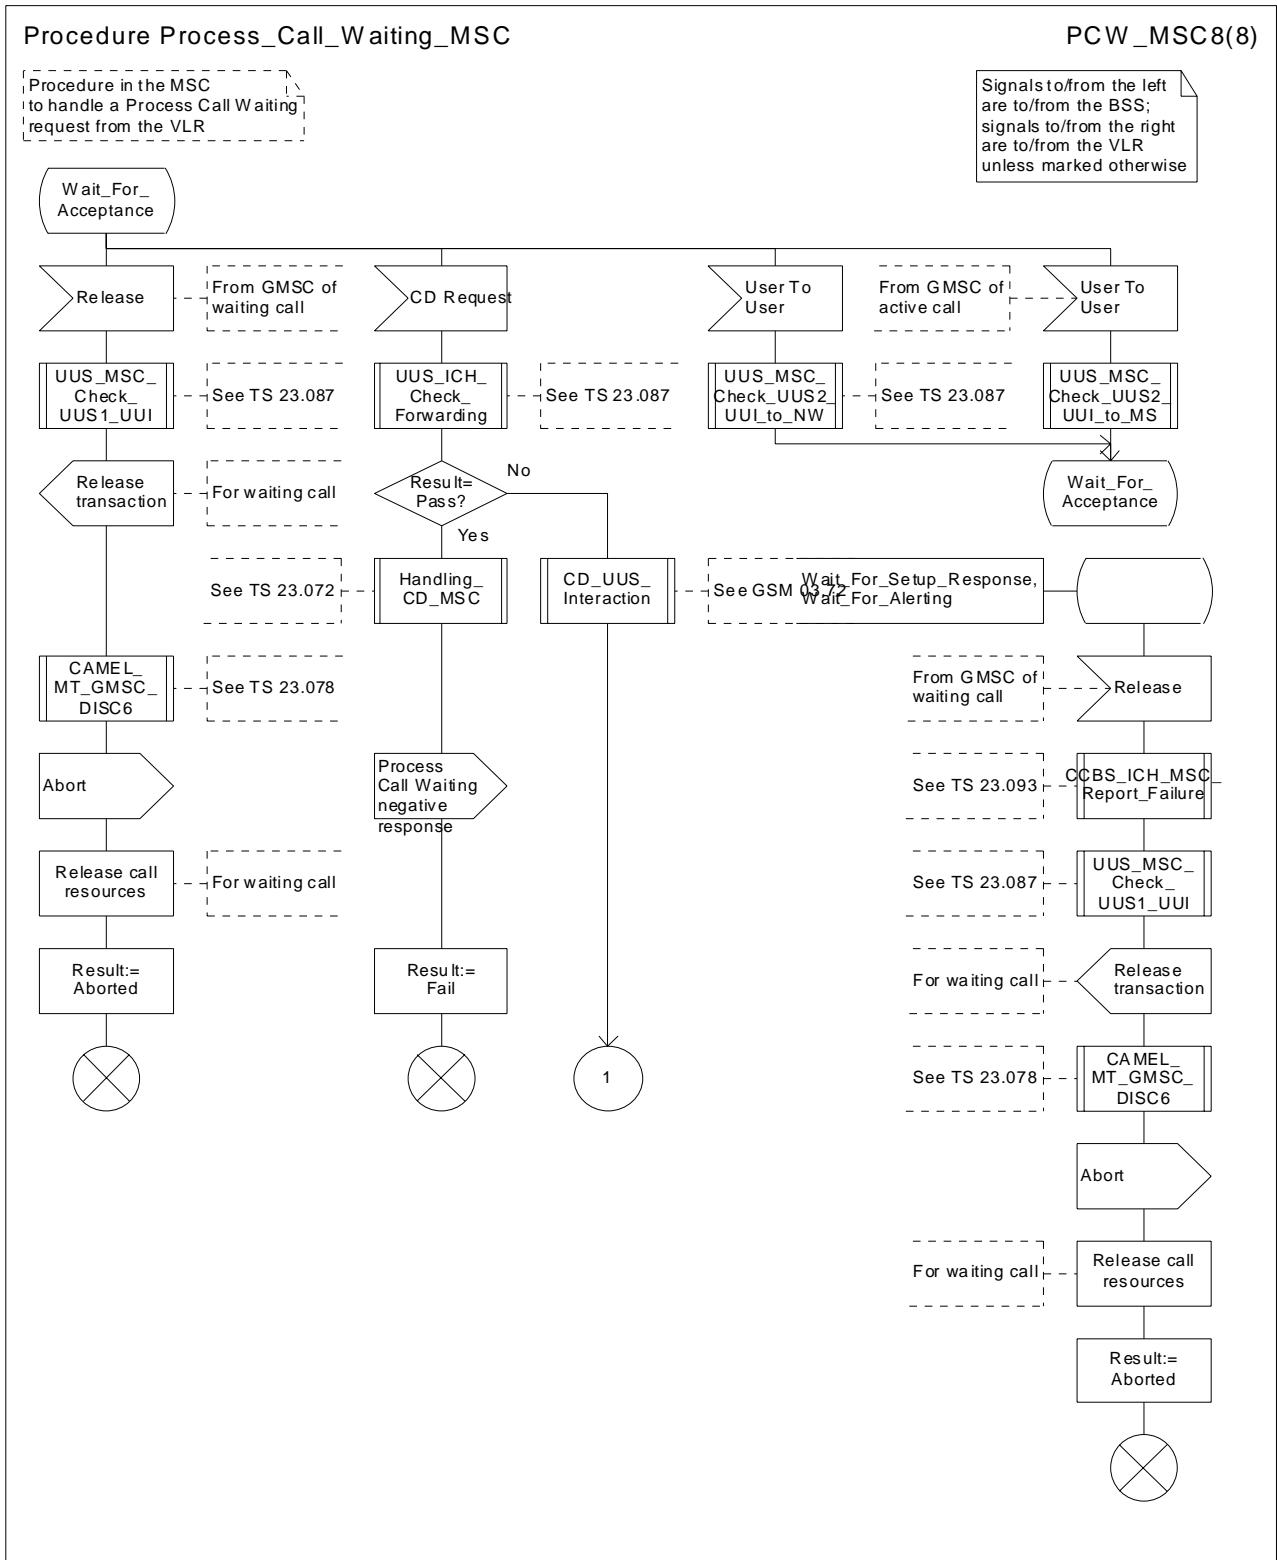 Procedure Process_Call_Waiting_MSC
PCW_MSC8(8)
Procedure in the MSC
to handle a Process Call Waiting
request from the VLR
Signals to/from the left
are to/from the BSS;
signals to/from the right
are to/from the VLR
unless marked otherwise
Wait_For_
Acceptance
Release
From GMSC of
waiting call
CD Request
User To
User
From GMSC of
active call
User To
User
UUS_MSC_
Check_
UUS1_UUI
See TS 23.087
UUS_ICH_
Check_
Forwarding
See TS 23.087
UUS_MSC_
Check_UUS2_
UUI_to_NW
See TS 23.087
UUS_MSC_
Check_UUS2_
UUI_to_MS
Release
transaction
For waiting call
Result=
Pass?
No
Yes
Wait_For_
Acceptance
See TS 23.072
Handling_
CD_MSC
CD_UUS_
Interaction
See GSM 03.72
Wait_For_Setup_Response,
Wait_For_Alerting
CAMEL_
MT_GMSC_
DISC6
See TS 23.078
From GMSC of
waiting call
Release
Abort
Process
Call Waiting
negative
response
See TS 23.093
CCBS_ICH_MSC_
Report_Failure
Release call
resources
For waiting call
See TS 23.087
UUS_MSC_
Check_
UUS1_UUI
Result:=
Aborted
Result:=
Fail
For waiting call
Release
transaction
1
See TS 23.078
CAMEL_
MT_GMSC_
DISC6
Abort
For waiting call
Release call
resources
Result:=
Aborted